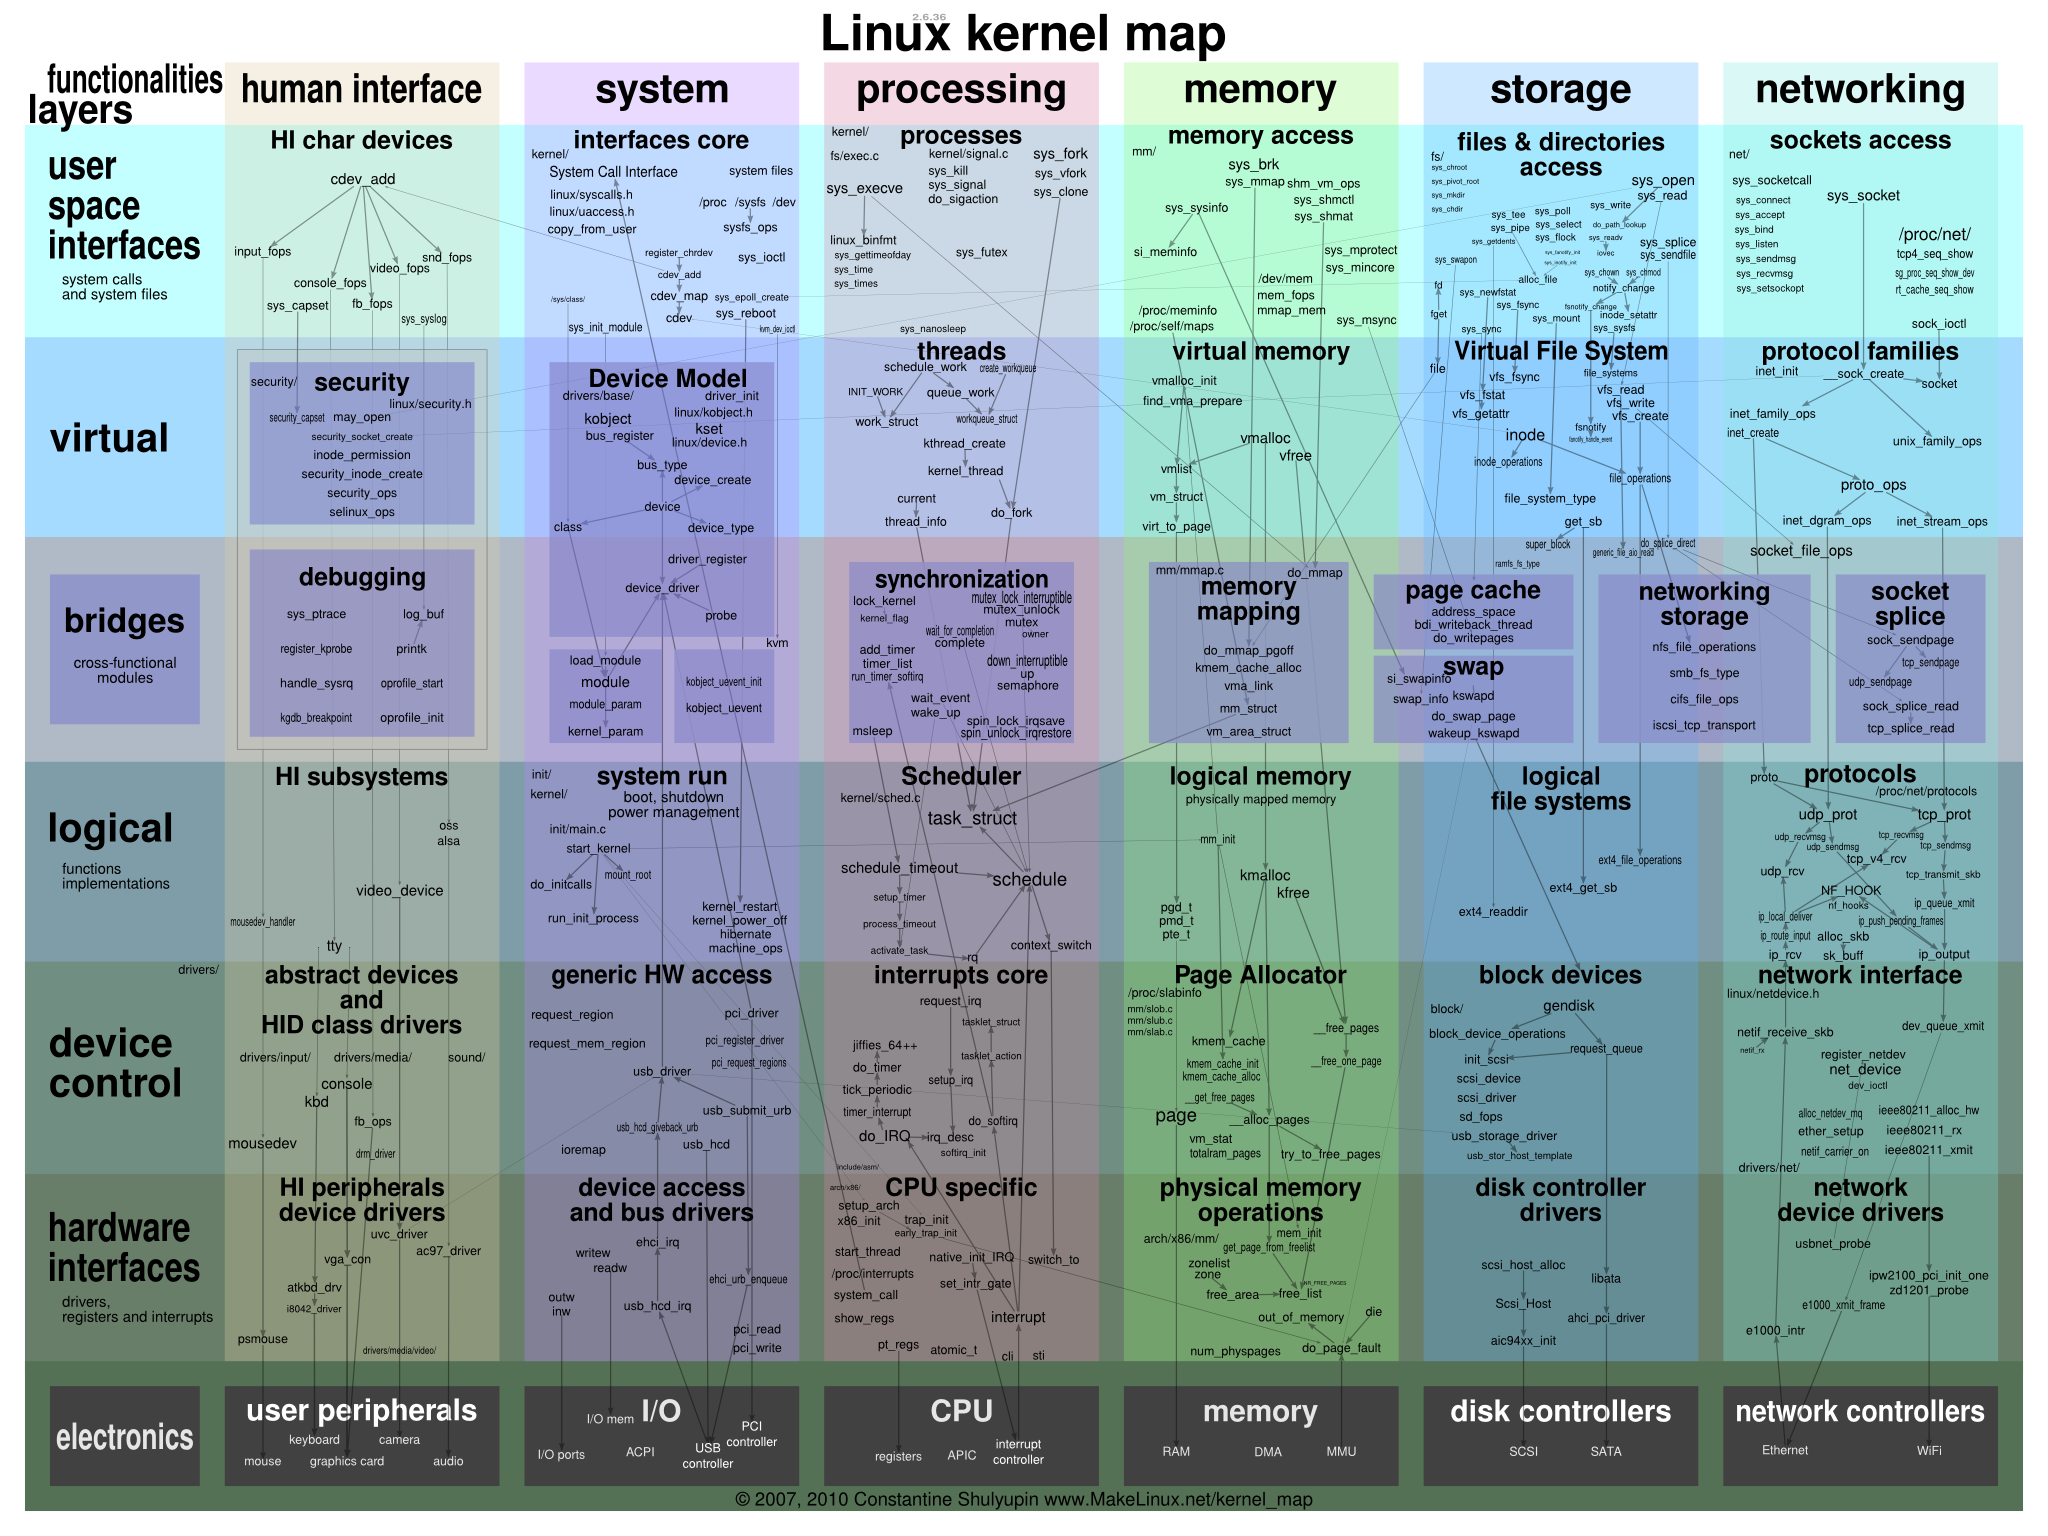 2.6.36
Linux kernel map
functionalities
layers
human interface
system
processing
memory
storage
networking
user
space
interfaces
system calls
and system files
HI char devices
cdev_add
input_fops
console_fops
video_fops
snd_fops
sys_capset
fb_fops
sys_syslog
interfaces core
kernel/
System Call Interface
system files
linux/syscalls.h
linux/uaccess.h
copy_from_user
/proc /sysfs /dev
sysfs_ops
register_chrdev
sys_ioctl
cdev_add
cdev_map
sys_epoll_create
/sys/class/
cdev
sys_reboot
sys_init_module
kvm_dev_ioctl
processes
kernel/
fs/exec.c
kernel/signal.c
sys_fork
sys_kill
sys_vfork
sys_execve
sys_signal
sys_clone
do_sigaction
linux_binfmt
sys_gettimeofday
sys_time
sys_times
sys_futex
sys_nanosleep
memory access
mm/
sys_brk
sys_mmap
shm_vm_ops
sys_shmctl
sys_shmat
sys_sysinfo
si_meminfo
sys_mprotect
sys_mincore
/dev/mem
mem_fops
mmap_mem
/proc/meminfo
/proc/self/maps
sys_msync
files & directories
access
fs/
sys_chroot
sys_pivot_root
sys_mkdir
sys_chdir
sys_open
sys_read
sys_write
sys_tee
sys_pipe
sys_poll
sys_select
sys_flock
do_path_lookup
sys_getdents
sys_readv
iovec
sys_splice
sys_sendfile
sys_swapon
sys_fanotify_init
sys_inotify_init
alloc_file
sys_chown
sys_chmod
notify_change
fd
sys_newfstat
sys_fsync
fsnotify_change
inode_setattr
fget
sys_sync
sys_mount
sys_sysfs
sockets access
net/
sys_socketcall
sys_connect
sys_accept
sys_bind
sys_listen
sys_sendmsg
sys_recvmsg
sys_setsockopt
sys_socket
/proc/net/
tcp4_seq_show
sg_proc_seq_show_dev
rt_cache_seq_show
sock_ioctl
virtual
security
security/
linux/security.h
security_capset
may_open
security_socket_create
inode_permission
security_inode_create
security_ops
selinux_ops
Device Model
drivers/base/
driver_init
kobject
linux/kobject.h
bus_register
kset
linux/device.h
bus_type
device_create
device
class
device_type
driver_register
device_driver
probe
threads
schedule_work
create_workqueue
INIT_WORK
queue_work
work_struct
workqueue_struct
kthread_create
kernel_thread
current
thread_info
do_fork
virtual memory
vmalloc_init
find_vma_prepare
vmalloc
vfree
vmlist
vm_struct
virt_to_page
Virtual File System
file
vfs_fsync
file_systems
vfs_fstat
vfs_read
vfs_write
vfs_getattr
vfs_create
inode
fsnotify
fanotify_handle_event
inode_operations
file_operations
file_system_type
get_sb
super_block
generic_file_aio_read
do_splice_direct
ramfs_fs_type
protocol families
inet_init
__sock_create
socket
inet_family_ops
inet_create
unix_family_ops
proto_ops
inet_dgram_ops
inet_stream_ops
socket_file_ops
bridges
cross-functional
modules
debugging
sys_ptrace
log_buf
register_kprobe
printk
handle_sysrq
oprofile_start
kgdb_breakpoint
oprofile_init
load_module
module
module_param
kernel_param
kvm
kobject_uevent_init
kobject_uevent
synchronization
lock_kernel
kernel_flag
mutex_lock_interruptible
mutex_unlock
mutex
owner
wait_for_completion
complete
add_timer
timer_list
run_timer_softirq
down_interruptible
up
semaphore
wait_event
wake_up
spin_lock_irqsave
spin_unlock_irqrestore
msleep
mm/mmap.c
do_mmap
memory
mapping
do_mmap_pgoff
kmem_cache_alloc
vma_link
mm_struct
vm_area_struct
page cache
address_space
bdi_writeback_thread
do_writepages
swap
si_swapinfo
swap_info
kswapd
do_swap_page
wakeup_kswapd
networking
storage
nfs_file_operations
smb_fs_type
cifs_file_ops
iscsi_tcp_transport
socket
splice
sock_sendpage
tcp_sendpage
udp_sendpage
sock_splice_read
tcp_splice_read
logical
functions
implementations
HI subsystems
oss
alsa
video_device
mousedev_handler
tty
system run
init/
kernel/
boot, shutdown
power management
init/main.c
start_kernel
do_initcalls
mount_root
run_init_process
kernel_restart
kernel_power_off
hibernate
machine_ops
Scheduler
kernel/sched.c
task_struct
schedule_timeout
schedule
setup_timer
process_timeout
activate_task
rq
context_switch
logical memory
physically mapped memory
mm_init
kmalloc
kfree
pgd_t
pmd_t
pte_t
logical
file systems
ext4_file_operations
ext4_get_sb
ext4_readdir
protocols
proto
/proc/net/protocols
udp_prot
tcp_prot
udp_recvmsg
udp_sendmsg
tcp_recvmsg
tcp_sendmsg
udp_rcv
tcp_v4_rcv
tcp_transmit_skb
NF_HOOK
nf_hooks
ip_queue_xmit
ip_local_deliver
ip_push_pending_frames
ip_route_input
alloc_skb
ip_rcv
sk_buff
ip_output
device
control
drivers/
abstract devices
and
HID class drivers
drivers/input/
drivers/media/
sound/
console
kbd
fb_ops
mousedev
drm_driver
generic HW access
request_region
pci_driver
request_mem_region
pci_register_driver
pci_request_regions
usb_driver
usb_submit_urb
usb_hcd_giveback_urb
ioremap
usb_hcd
interrupts core
request_irq
tasklet_struct
jiffies_64++
do_timer
tasklet_action
tick_periodic
setup_irq
timer_interrupt
do_softirq
do_IRQ
irq_desc
softirq_init
include/asm/
Page Allocator
/proc/slabinfo
mm/slob.c
mm/slub.c
mm/slab.c
__free_pages
kmem_cache
kmem_cache_init
kmem_cache_alloc
__free_one_page
__get_free_pages
page
__alloc_pages
vm_stat
totalram_pages
try_to_free_pages
block devices
block/
gendisk
block_device_operations
request_queue
init_scsi
scsi_device
scsi_driver
sd_fops
usb_storage_driver
usb_stor_host_template
network interface
linux/netdevice.h
netif_receive_skb
dev_queue_xmit
netif_rx
register_netdev
net_device
dev_ioctl
alloc_netdev_mq
ether_setup
netif_carrier_on
ieee80211_alloc_hw
ieee80211_rx
ieee80211_xmit
drivers/net/
hardware
interfaces
drivers,
registers and interrupts
HI peripherals
device drivers
uvc_driver
vga_con
ac97_driver
atkbd_drv
i8042_driver
psmouse
drivers/media/video/
device access
and bus drivers
writew
readw
ehci_irq
ehci_urb_enqueue
outw
inw
usb_hcd_irq
pci_read
pci_write
CPU specific
arch/x86/
setup_arch
x86_init
trap_init
early_trap_init
start_thread
native_init_IRQ
switch_to
/proc/interrupts
system_call
set_intr_gate
show_regs
interrupt
pt_regs
atomic_t
cli
sti
physical memory
operations
arch/x86/mm/
mem_init
get_page_from_freelist
zonelist
zone
NR_FREE_PAGES
free_area
free_list
out_of_memory
die
num_physpages
do_page_fault
disk controller
drivers
scsi_host_alloc
libata
Scsi_Host
ahci_pci_driver
aic94xx_init
network
device drivers
usbnet_probe
ipw2100_pci_init_one
zd1201_probe
e1000_xmit_frame
e1000_intr
electronics
user peripherals
keyboard
camera
mouse
graphics card
audio
I/O
I/O mem
I/O ports
ACPI
USB
controller
PCI
controller
CPU
registers
APIC
interrupt
controller
memory
RAM
DMA
MMU
disk controllers
SCSI
SATA
network controllers
Ethernet
WiFi
© 2007, 2010 Constantine Shulyupin www.MakeLinux.net/kernel_map